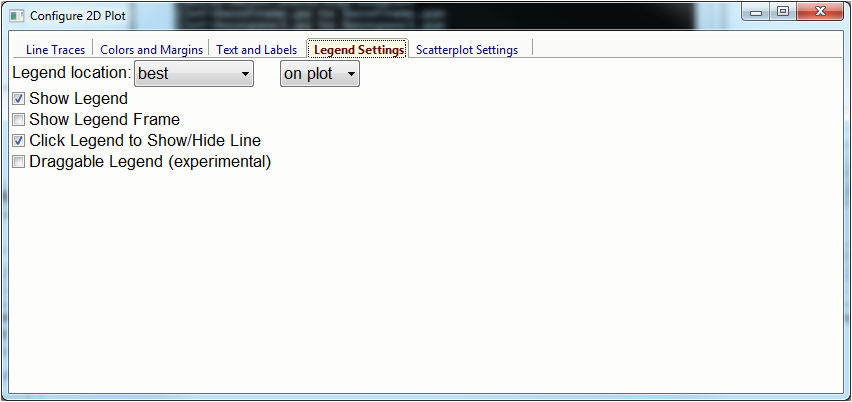 Configure 2D Plot
Line Traces Colors and Margins Text and Labels Legend Settings Scatterplot Settings
Legend location: best on plot
Show Legend
Show Legend Frame
Click Legend to Show/Hide Line
Draggable Legend (experimental)